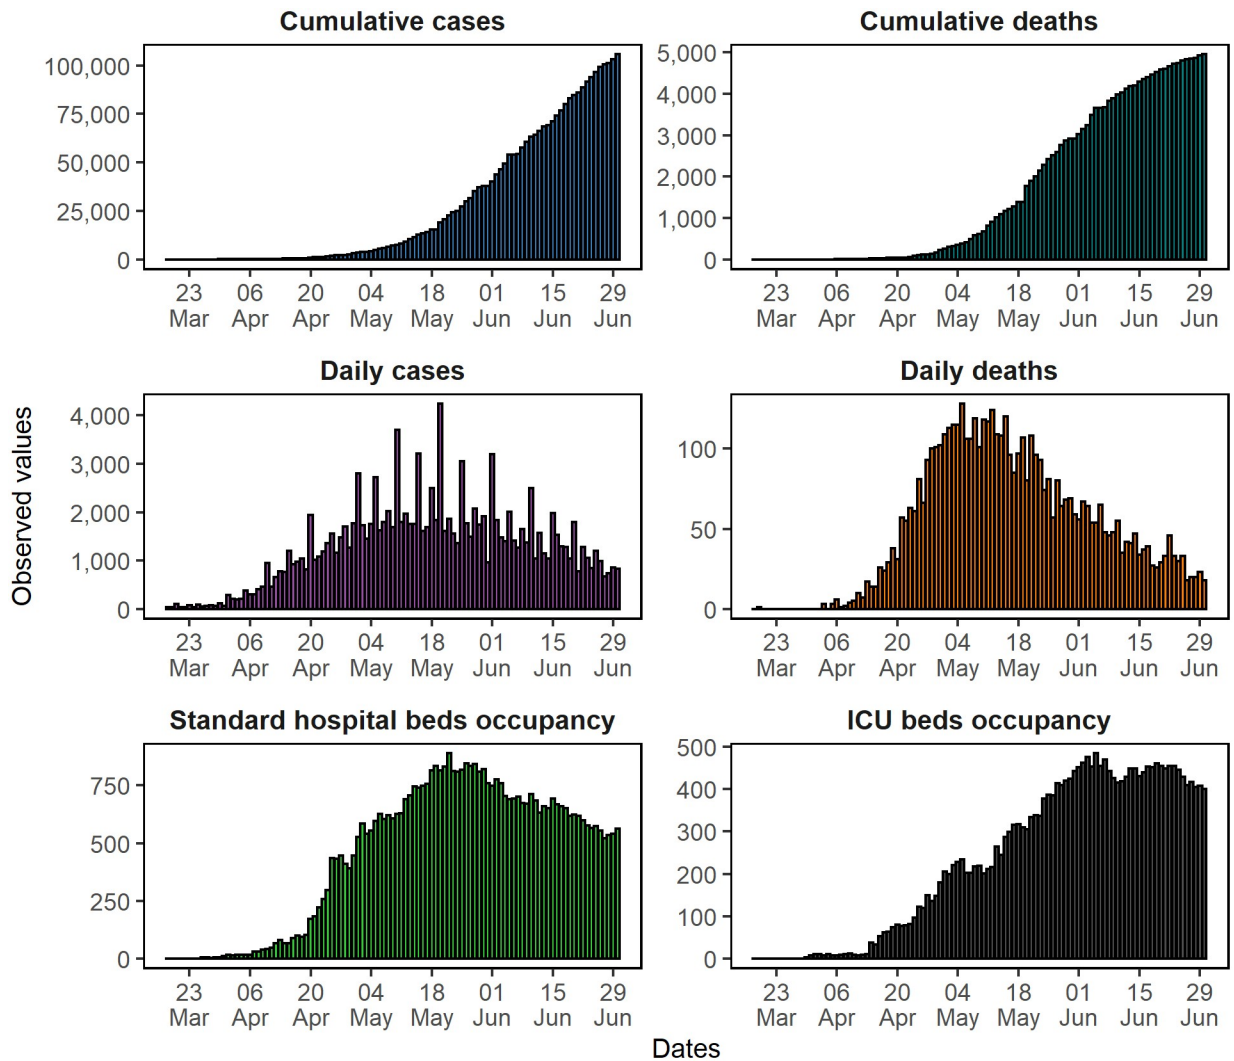 Cumulative cases
Cumulative deaths
100,000
75,000
50,000
25,000
0
5,000
4,000
3,000
2,000
1,000
0
23 06 20 04 18 01 15 29
Mar Apr Apr May May Jun Jun Jun
23 06 20 04 18 01 15 29
Mar Apr Apr May May Jun Jun Jun
Observed values
Daily cases
Daily deaths
4,000
3,000
2,000
1,000
0
100
50
0
23 06 20 04 18 01 15 29
Mar Apr Apr May May Jun Jun Jun
23 06 20 04 18 01 15 29
Mar Apr Apr May May Jun Jun Jun
Standard hospital beds occupancy
ICU beds occupancy
750
500
250
0
500
400
300
200
100
0
23 06 20 04 18 01 15 29
Mar Apr Apr May May Jun Jun Jun
23 06 20 04 18 01 15 29
Mar Apr Apr May May Jun Jun Jun
Dates